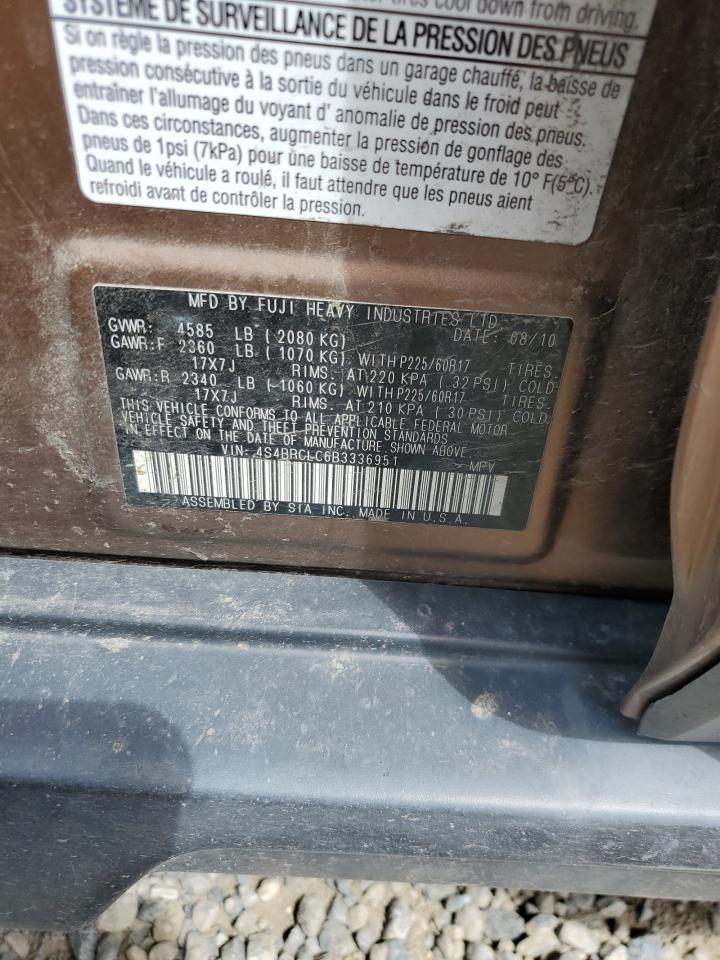 after tires cool down from driving.
SYSTÈME DE SURVEILLANCE DE LA PRESSION DES PNEUS
Si on règle la pression des pneus dans un garage chauffé, la baisse de
pression consécutive à la sortie du véhicule dans le froid peut
entraîner l'allumage du voyant d' anomalie de pression des pneus.
Dans ces circonstances, augmenter la pression de gonflage des
pneus de 1psi (7kPa) pour une baisse de température de 10° F(5°C).
Quand le véhicule a roulé, il faut attendre que les pneus aient
refroidi avant de contrôler la pression.
MFD BY FUJI HEAVY INDUSTRIES LTD.
GVWR: 4585 LB (2080 KG) DATE: 08/10
GAWR:F 2360 LB (1070 KG) WITH P225/60R17 TIRES.
17X7J RIMS. AT 220 KPA (32 PSI) COLD
GAWR:R 2340 LB (1060 KG) WITH P225/60R17 TIRES
17X7J RIMS. AT 210 KPA (30 PSI) COLD.
THIS VEHICLE CONFORMS TO ALL APPLICABLE FEDERAL MOTOR
VEHICLE SAFETY AND THEFT PREVENTION STANDARDS
IN EFFECT ON THE DATE OF MANUFACTURE SHOWN ABOVE.
VIN: 4S4BRCLC6B3336951 MPV
ASSEMBLED BY SIA INC. MADE IN U.S.A.